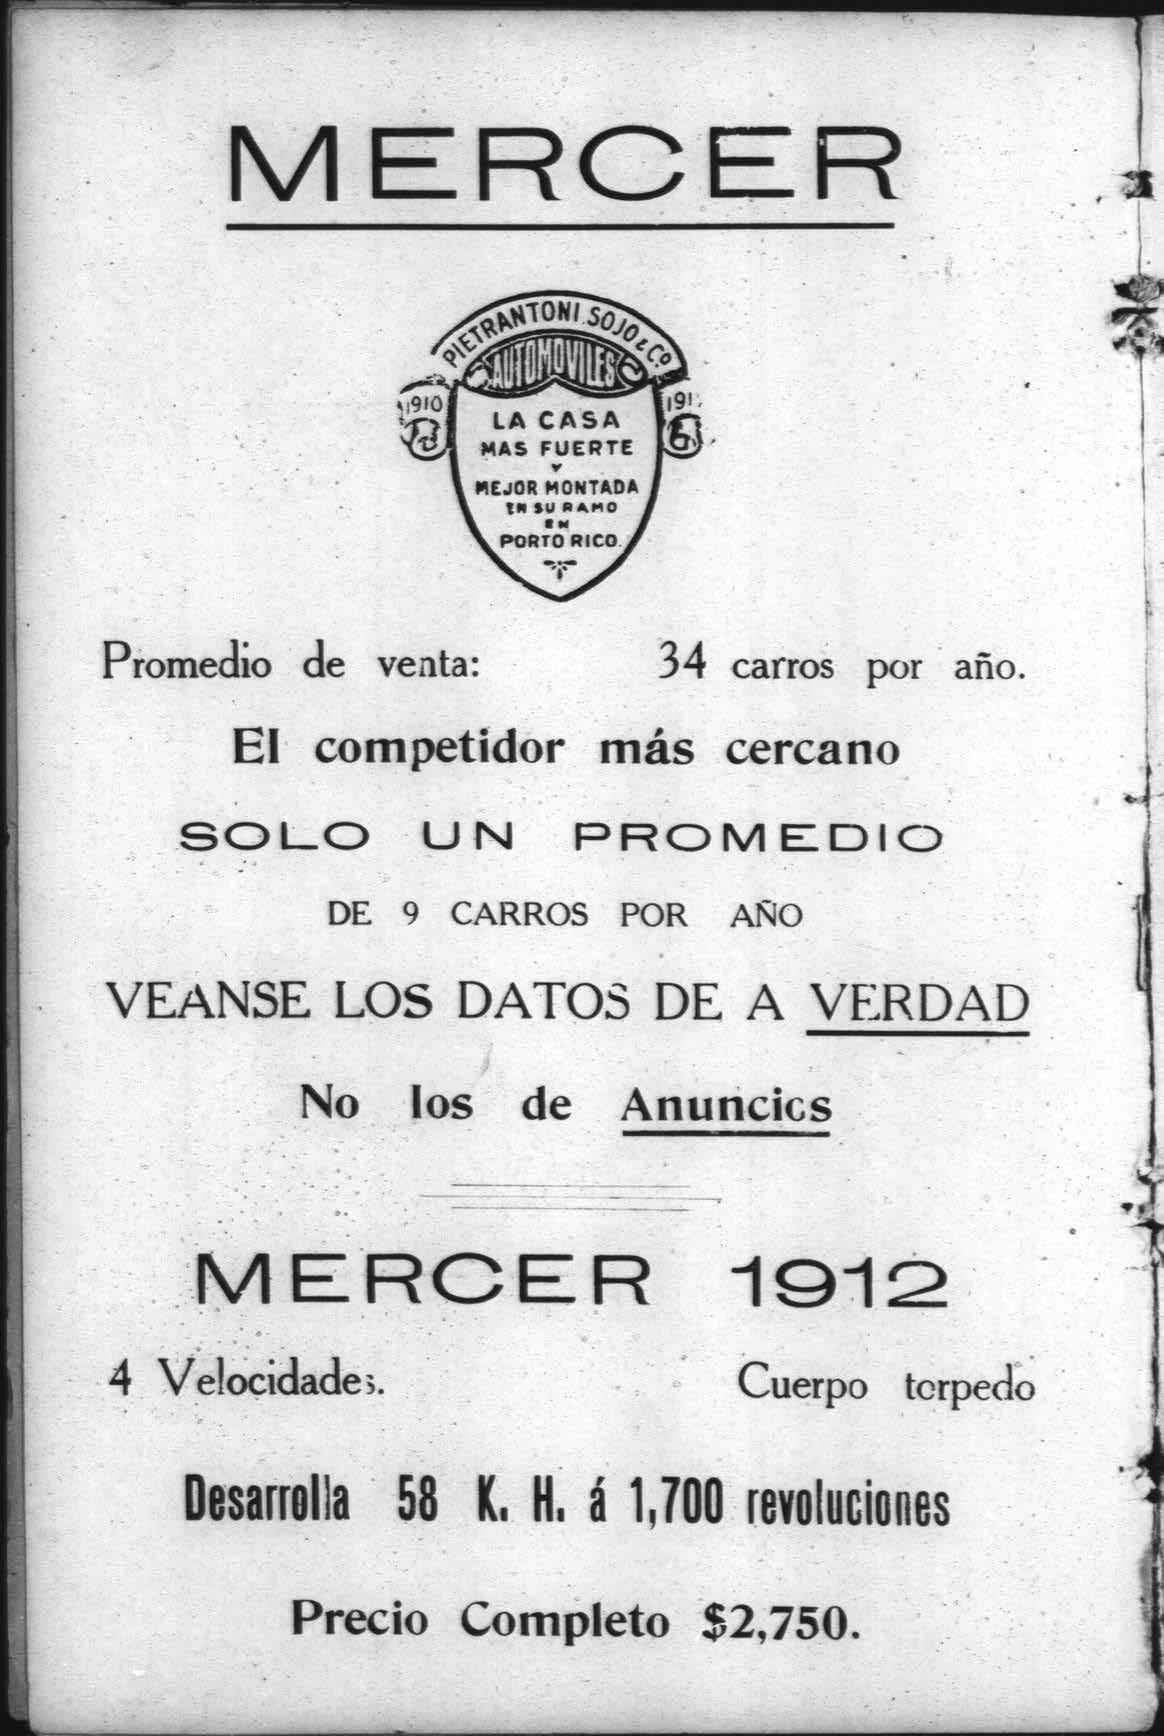 MERCER
PIETRANTONI SOJO & Co.
AUTOMOVILES
1910
191
LA CASA
MAS FUERTE
Y
MEJOR MONTADA
EN SU RAMO
EN
PORTO RICO.
Promedio de venta: 34 carros por año.
El competidor más cercano
SOLO UN PROMEDIO
DE 9 CARROS POR AÑO
VEANSE LOS DATOS DE A VERDAD
No los de Anuncios
MERCER 1912
4 Velocidades. Cuerpo torpedo
Desarrolla 58 K. H. á 1,700 revoluciones
Precio Completo $2,750.